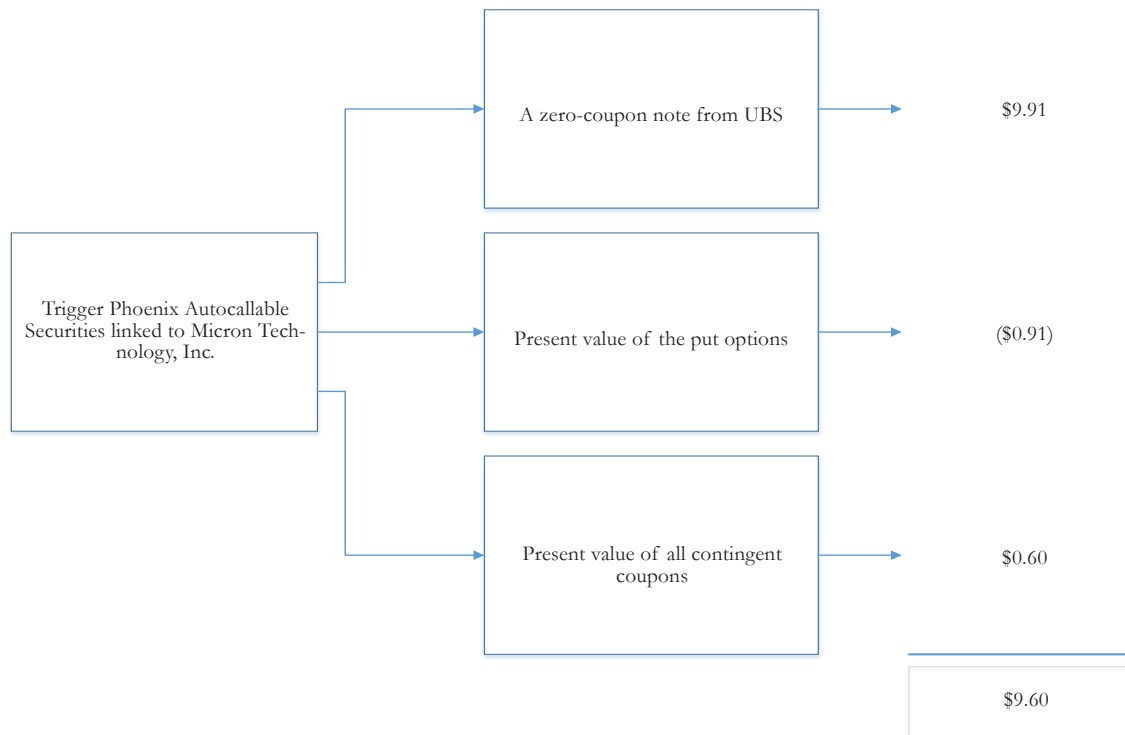 A zero-coupon note from UBS
$9.91
Trigger Phoenix Autocallable
Securities linked to Micron Tech-
nology, Inc.
Present value of the put options
($0.91)
Present value of all contingent
coupons
$0.60
$9.60